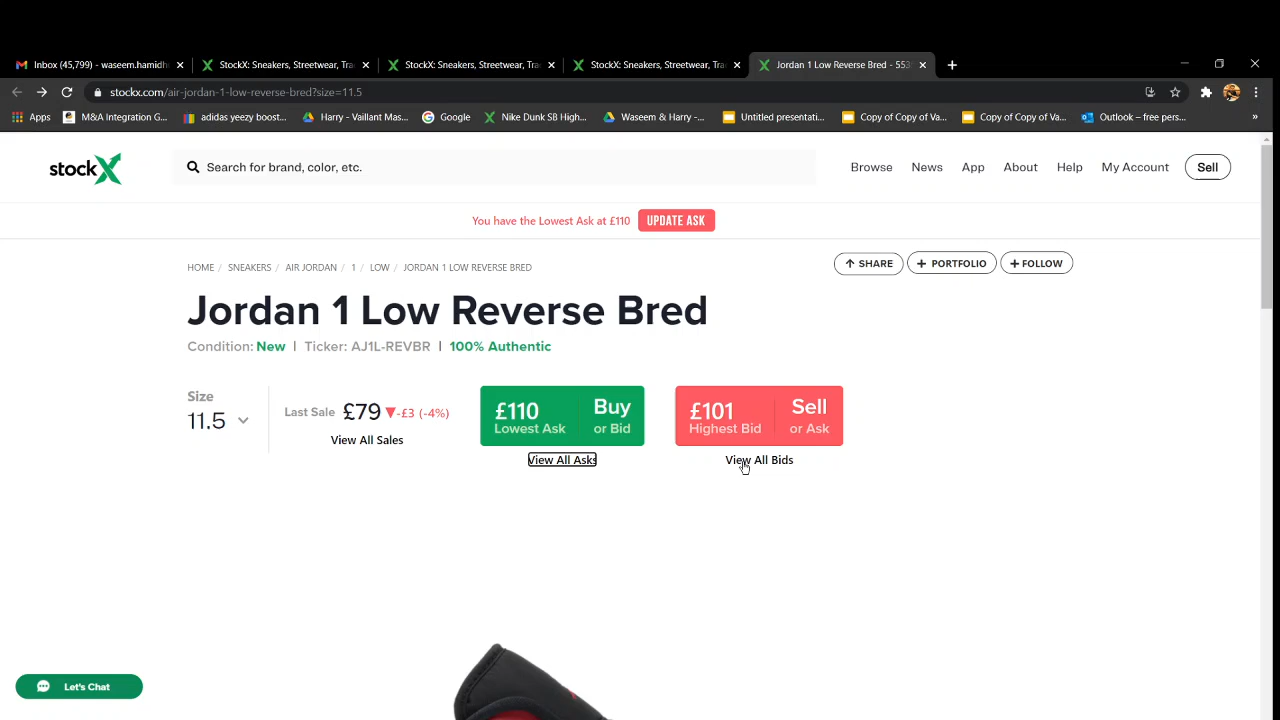 Inbox (45,799) - waseem.hamidh
StockX: Sneakers, Streetwear, Tra
StockX: Sneakers, Streetwear, Tra
StockX: Sneakers, Streetwear, Tra
Jordan 1 Low Reverse Bred - 553
stockx.com/air-jordan-1-low-reverse-bred?size=11.5
Apps
M&A Integration G...
adidas yeezy boost...
Harry - Vaillant Mas...
Google
Nike Dunk SB High...
Waseem & Harry -...
Untitled presentati...
Copy of Copy of Va...
Copy of Copy of Va...
Outlook – free pers...
»
stockX
Search for brand, color, etc.
Browse
News
App
About
Help
My Account
Sell
You have the Lowest Ask at £110
UPDATE ASK
HOME / SNEAKERS / AIR JORDAN / 1 / LOW / JORDAN 1 LOW REVERSE BRED
SHARE
+ PORTFOLIO
+ FOLLOW
Jordan 1 Low Reverse Bred
Condition: New | Ticker: AJ1L-REVBR | 100% Authentic
Size
11.5
Last Sale £79 ▼-£3 (-4%)
View All Sales
£110 Buy
Lowest Ask or Bid
View All Asks
£101 Sell
Highest Bid or Ask
View All Bids
Let's Chat